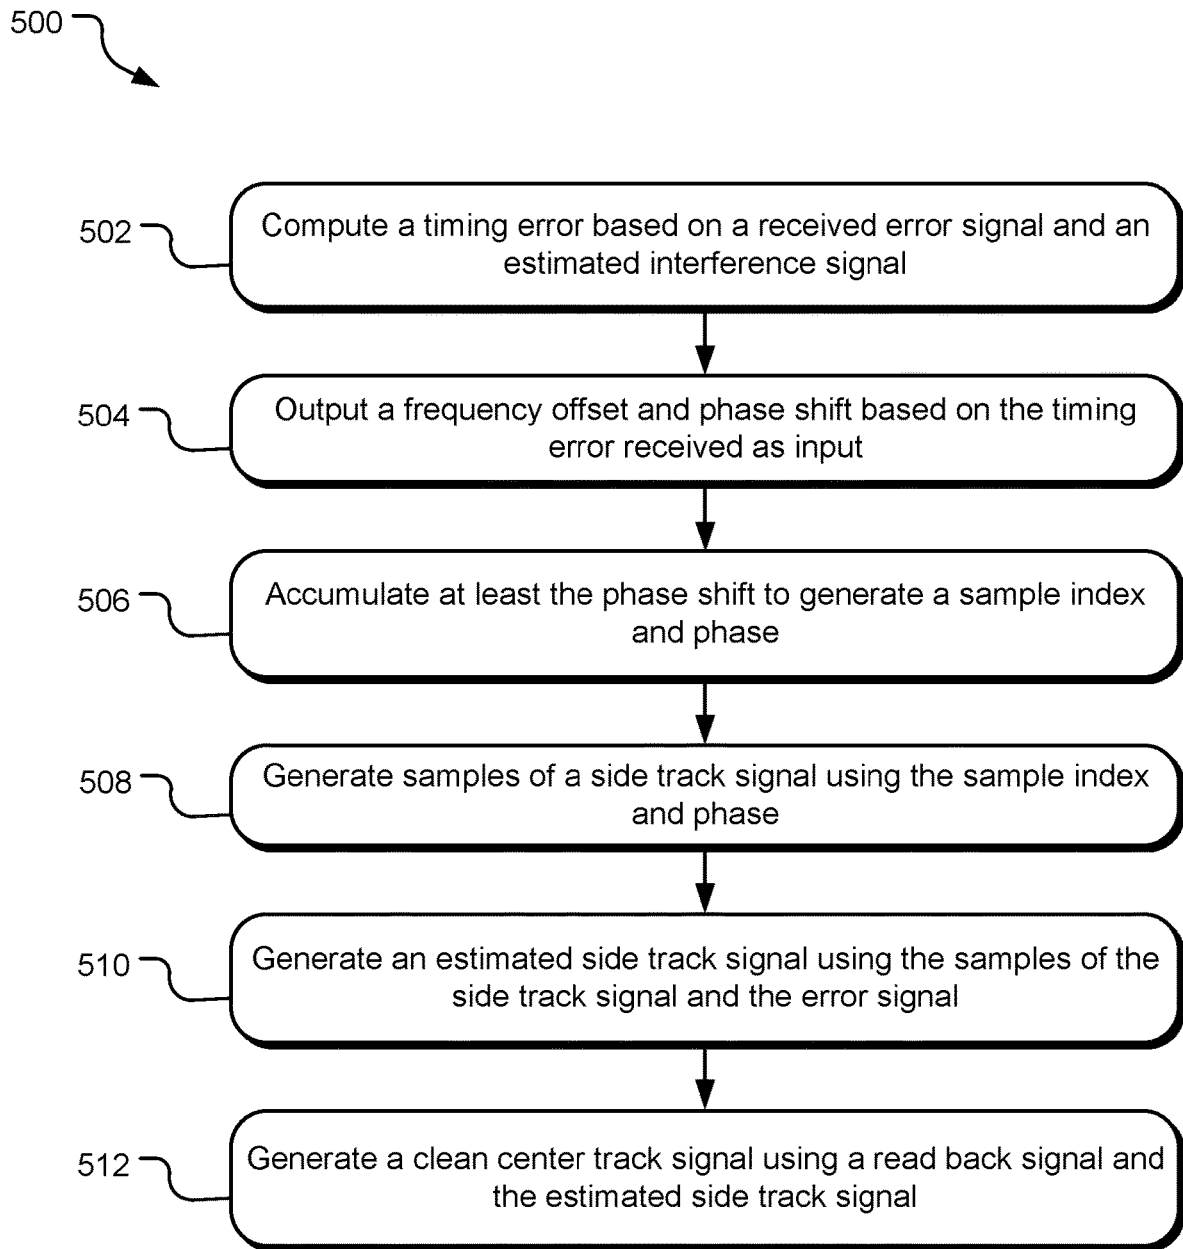 500
502
Compute a timing error based on a received error signal and an
estimated interference signal
504
Output a frequency offset and phase shift based on the timing
error received as input
506
Accumulate at least the phase shift to generate a sample index
and phase
508
Generate samples of a side track signal using the sample index
and phase
510
Generate an estimated side track signal using the samples of the
side track signal and the error signal
512
Generate a clean center track signal using a read back signal and
the estimated side track signal